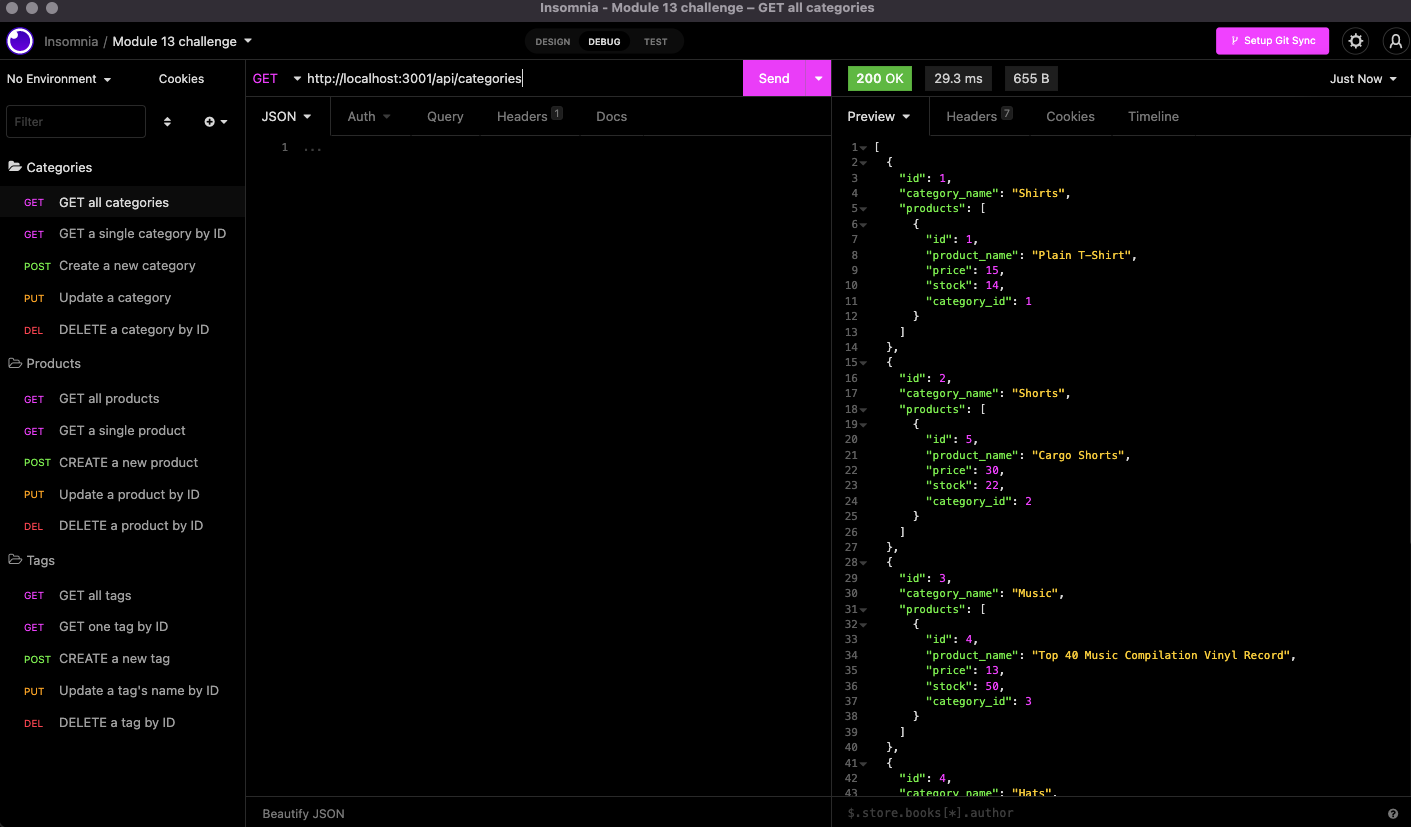 Insomnia - Module 13 challenge – GET all categories
Insomnia / Module 13 challenge
DESIGN DEBUG TEST
Setup Git Sync
No Environment
Cookies
GET http://localhost:3001/api/categories
Send
200 OK 29.3 ms 655 B
Just Now
Filter
JSON Auth Query Headers 1 Docs
Preview Headers 7 Cookies Timeline
Categories
GET GET all categories
GET GET a single category by ID
POST Create a new category
PUT Update a category
DEL DELETE a category by ID
Products
GET GET all products
GET GET a single product
POST CREATE a new product
PUT Update a product by ID
DEL DELETE a product by ID
Tags
GET GET all tags
GET GET one tag by ID
POST CREATE a new tag
PUT Update a tag's name by ID
DEL DELETE a tag by ID
1 ...
Beautify JSON
1 [
2 {
3 "id": 1,
4 "category_name": "Shirts",
5 "products": [
6 {
7 "id": 1,
8 "product_name": "Plain T-Shirt",
9 "price": 15,
10 "stock": 14,
11 "category_id": 1
12 }
13 ]
14 },
15 {
16 "id": 2,
17 "category_name": "Shorts",
18 "products": [
19 {
20 "id": 5,
21 "product_name": "Cargo Shorts",
22 "price": 30,
23 "stock": 22,
24 "category_id": 2
25 }
26 ]
27 },
28 {
29 "id": 3,
30 "category_name": "Music",
31 "products": [
32 {
33 "id": 4,
34 "product_name": "Top 40 Music Compilation Vinyl Record",
35 "price": 13,
36 "stock": 50,
37 "category_id": 3
38 }
39 ]
40 },
41 {
42 "id": 4,
43 "category_name": "Hats",
$.store.books[*].author